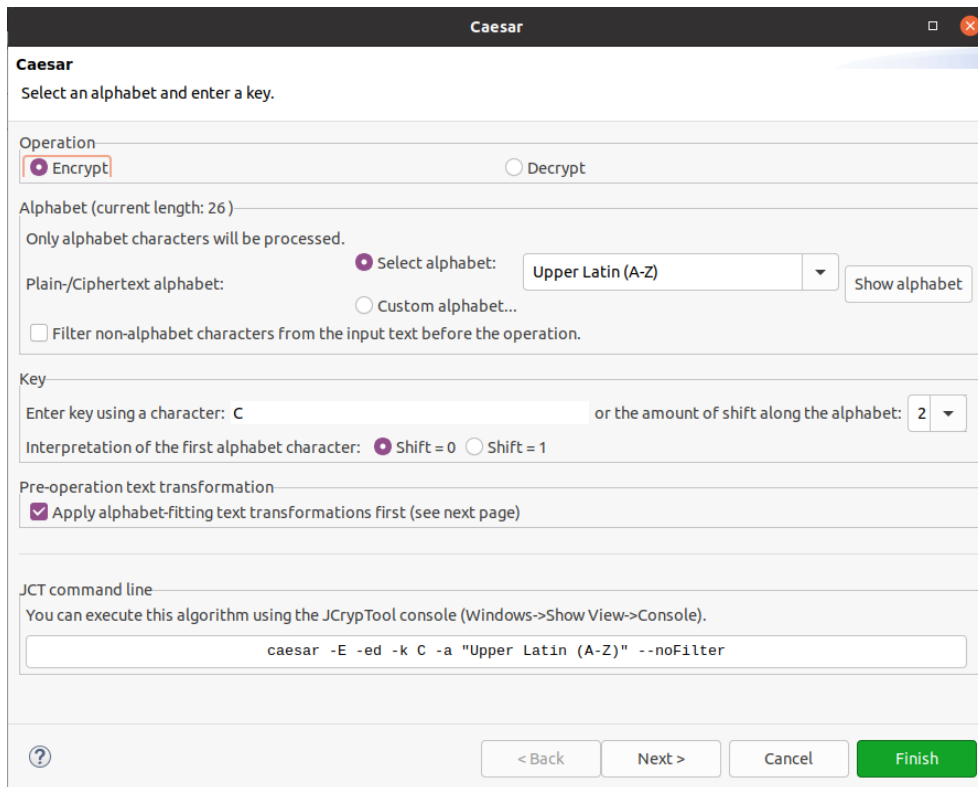 Caesar
Caesar
Select an alphabet and enter a key.
Operation
Encrypt Decrypt
Alphabet (current length: 26 )
Only alphabet characters will be processed.
Plain-/Ciphertext alphabet: Select alphabet: Upper Latin (A-Z) Show alphabet
Custom alphabet...
Filter non-alphabet characters from the input text before the operation.
Key
Enter key using a character: C or the amount of shift along the alphabet: 2
Interpretation of the first alphabet character: Shift = 0 Shift = 1
Pre-operation text transformation
Apply alphabet-fitting text transformations first (see next page)
JCT command line
You can execute this algorithm using the JCrypTool console (Windows->Show View->Console).
caesar -E -ed -k C -a "Upper Latin (A-Z)" --noFilter
? < Back Next > Cancel Finish